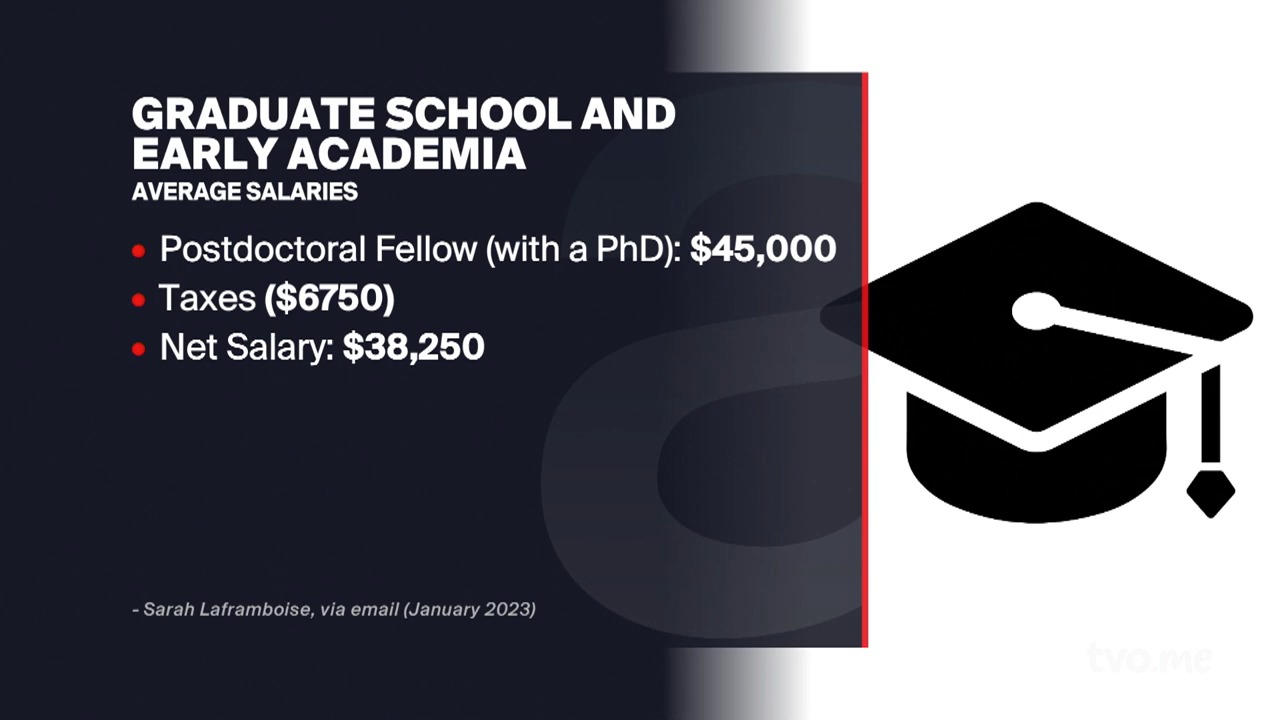 GRADUATE SCHOOL AND
EARLY ACADEMIA
AVERAGE SALARIES
• Postdoctoral Fellow (with a PhD): $45,000
• Taxes ($6750)
• Net Salary: $38,250
- Sarah Laframboise, via email (January 2023)
tvo.me